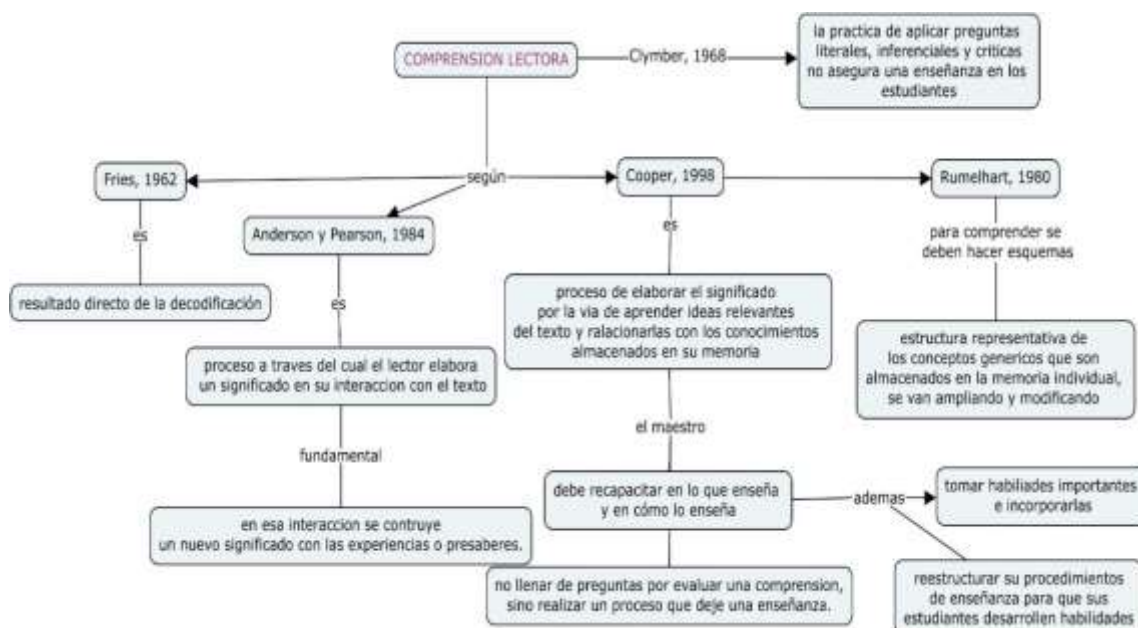 COMPRENSION LECTORA
Clymber, 1968
la practica de aplicar preguntas
literales, inferenciales y criticas
no asegura una enseñanza en los
estudiantes
según
Fries, 1962
es
resultado directo de la decodificación
Anderson y Pearson, 1984
es
proceso a traves del cual el lector elabora
un significado en su interaccion con el texto
fundamental
en esa interaccion se contruye
un nuevo significado con las experiencias o presaberes.
Cooper, 1998
es
proceso de elaborar el significado
por la via de aprender ideas relevantes
del texto y ralacionarlas con los conocimientos
almacenados en su memoria
el maestro
debe recapacitar en lo que enseña
y en cómo lo enseña
no llenar de preguntas por evaluar una comprension,
sino realizar un proceso que deje una enseñanza.
ademas
tomar habiliades importantes
e incorporarlas
reestructurar su procedimientos
de enseñanza para que sus
estudiantes desarrollen habilidades
Rumelhart, 1980
para comprender se
deben hacer esquemas
estructura representativa de
los conceptos genericos que son
almacenados en la memoria individual,
se van ampliando y modificando